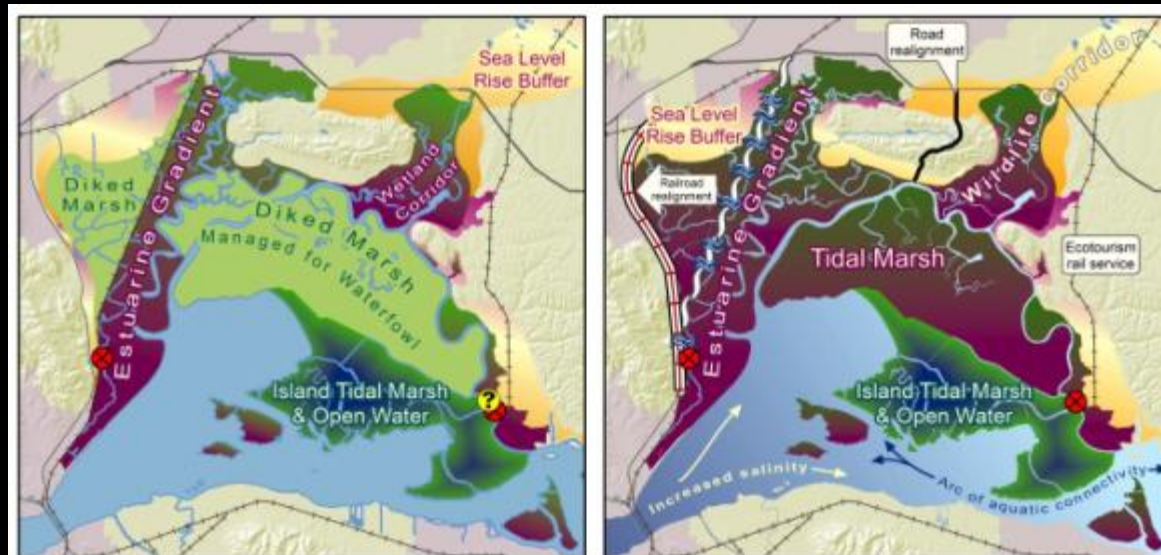 Sea Level
Rise Buffer
Estuarine Gradient
Diked
Marsh
Wetland
Corridor
Diked Marsh
Managed for Waterfowl
Island Tidal Marsh
& Open Water
?
Road
realignment
Corridor
Sea Level
Rise Buffer
Estuarine Gradient
Wildlife
Railroad
realignment
Tidal Marsh
Ecotourism
rail service
Island Tidal Marsh
& Open Water
Increased salinity
Arc of aquatic connectivity